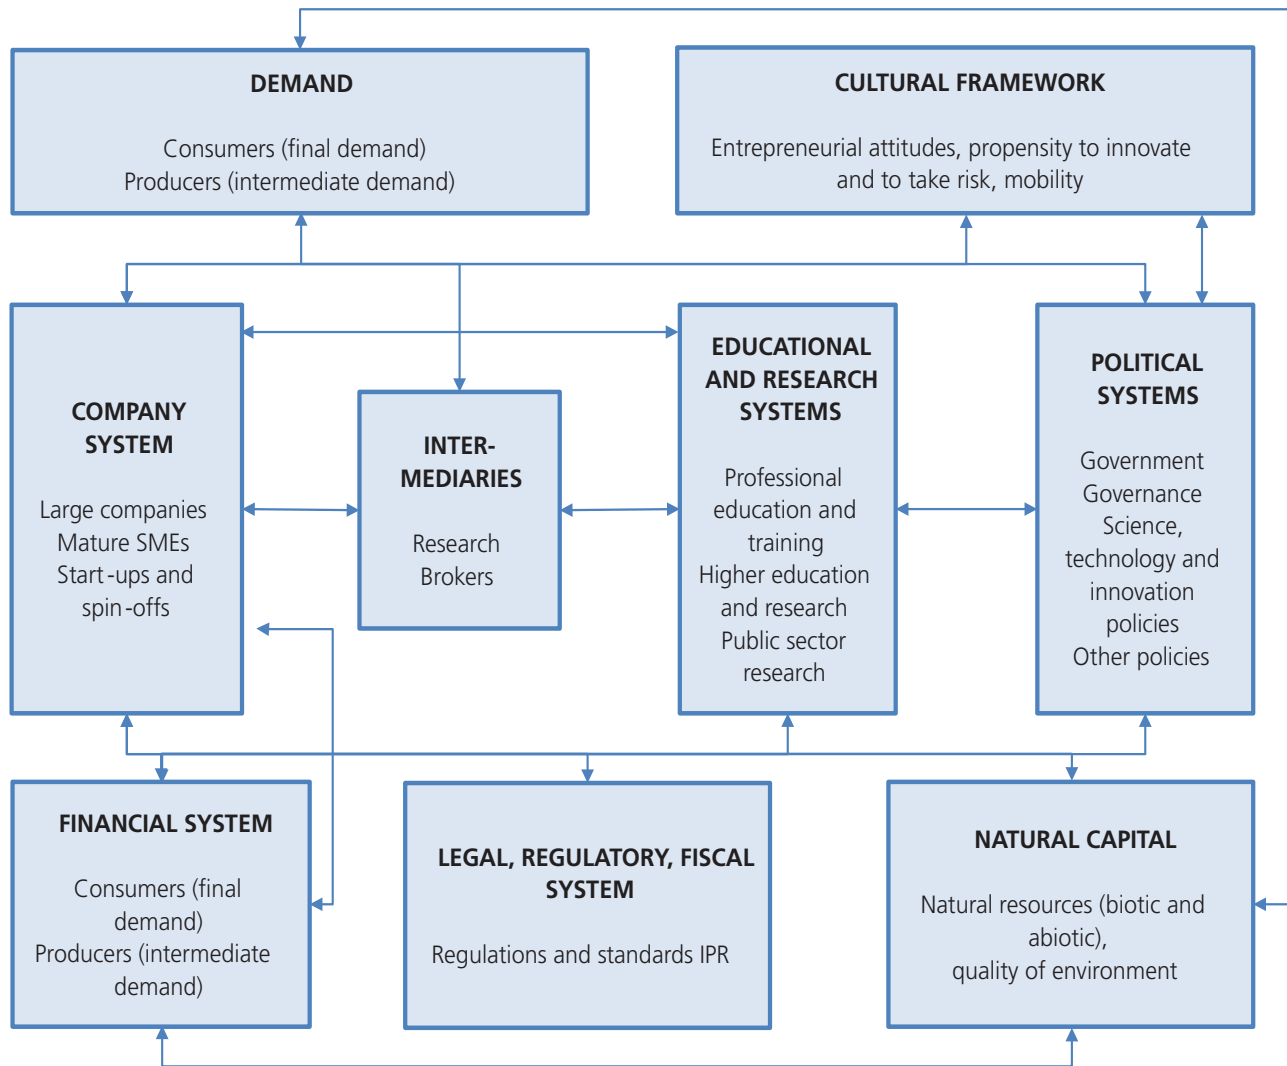 DEMAND
Consumers (final demand)
Producers (intermediate demand)
CULTURAL FRAMEWORK
Entrepreneurial attitudes, propensity to innovate
and to take risk, mobility
COMPANY
SYSTEM
Large companies
Mature SMEs
Start-ups and
spin-offs
INTER-
MEDIARIES
Research
Brokers
EDUCATIONAL
AND RESEARCH
SYSTEMS
Professional
education and
training
Higher education
and research
Public sector
research
POLITICAL
SYSTEMS
Government
Governance
Science,
technology and
innovation
policies
Other policies
FINANCIAL SYSTEM
Consumers (final
demand)
Producers (intermediate
demand)
LEGAL, REGULATORY, FISCAL
SYSTEM
Regulations and standards IPR
NATURAL CAPITAL
Natural resources (biotic and
abiotic),
quality of environment